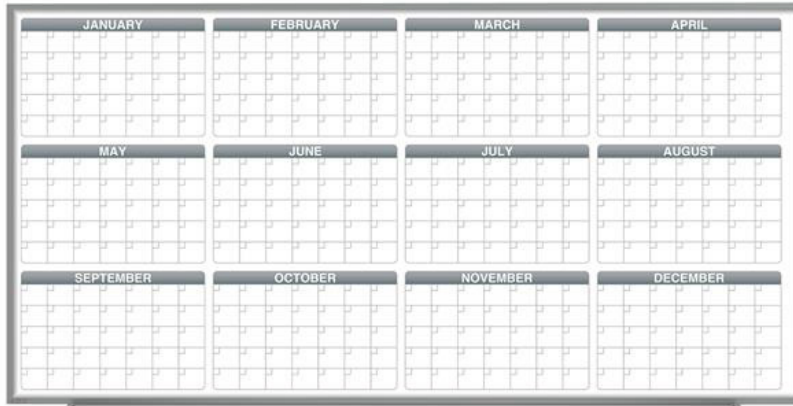 JANUARY FEBRUARY MARCH APRIL
MAY JUNE JULY AUGUST
SEPTEMBER OCTOBER NOVEMBER DECEMBER